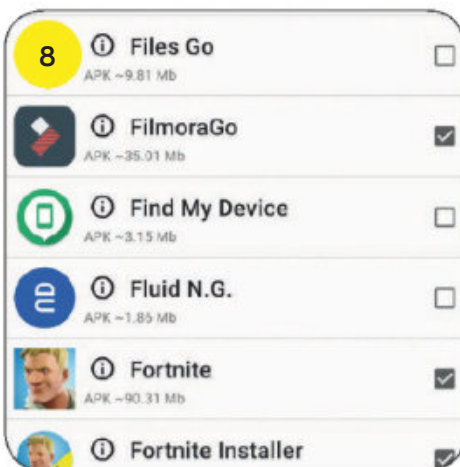 8
ⓘ Files Go
APK ~9.81 Mb
ⓘ FilmoraGo
APK ~35.01 Mb
ⓘ Find My Device
APK ~3.15 Mb
ⓘ Fluid N.G.
APK ~1.86 Mb
ⓘ Fortnite
APK ~90.31 Mb
ⓘ Fortnite Installer